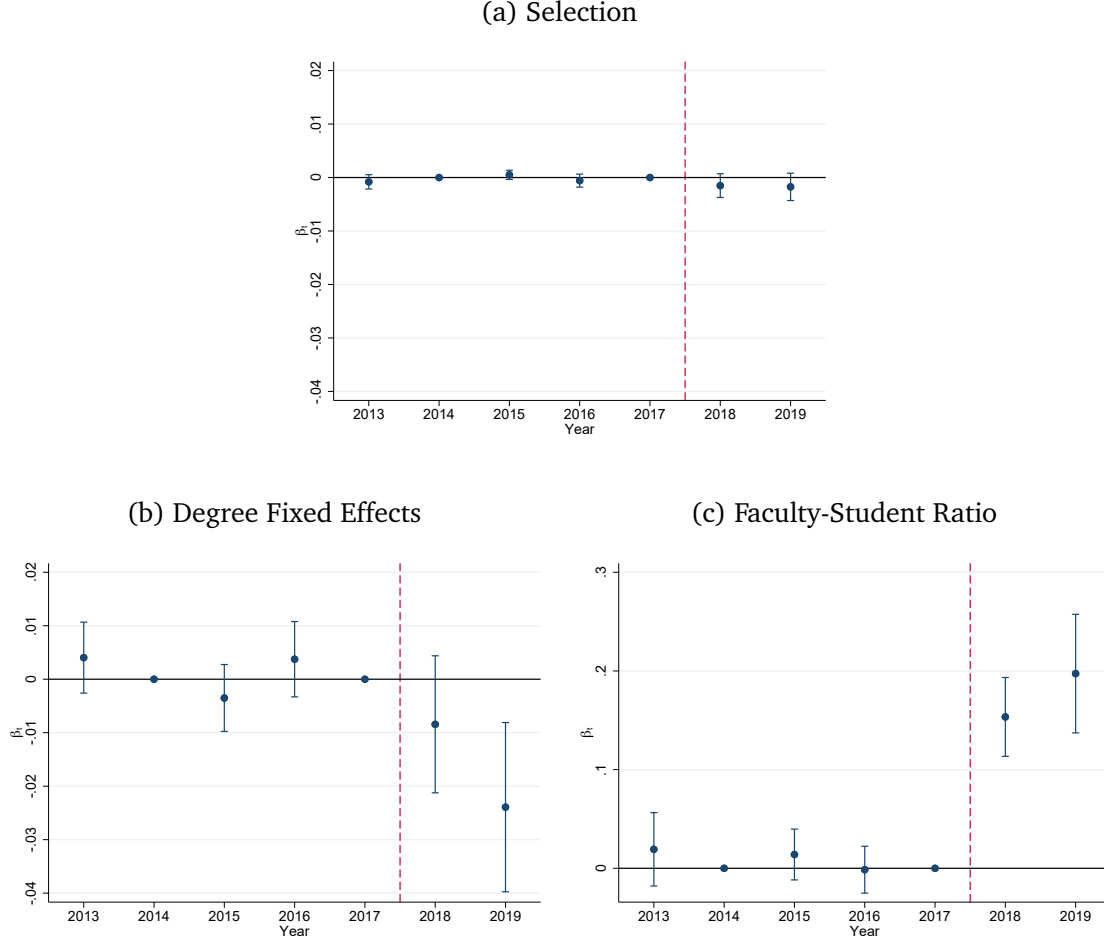 (a) Selection
.02
.01
0
-.01
-.02
-.03
-.04
βt
2013 2014 2015 2016 2017 2018 2019
Year
(b) Degree Fixed Effects
.02
.01
0
-.01
-.02
-.03
-.04
βt
2013 2014 2015 2016 2017 2018 2019
Year
(c) Faculty-Student Ratio
.3
.2
.1
0
βt
2013 2014 2015 2016 2017 2018 2019
Year